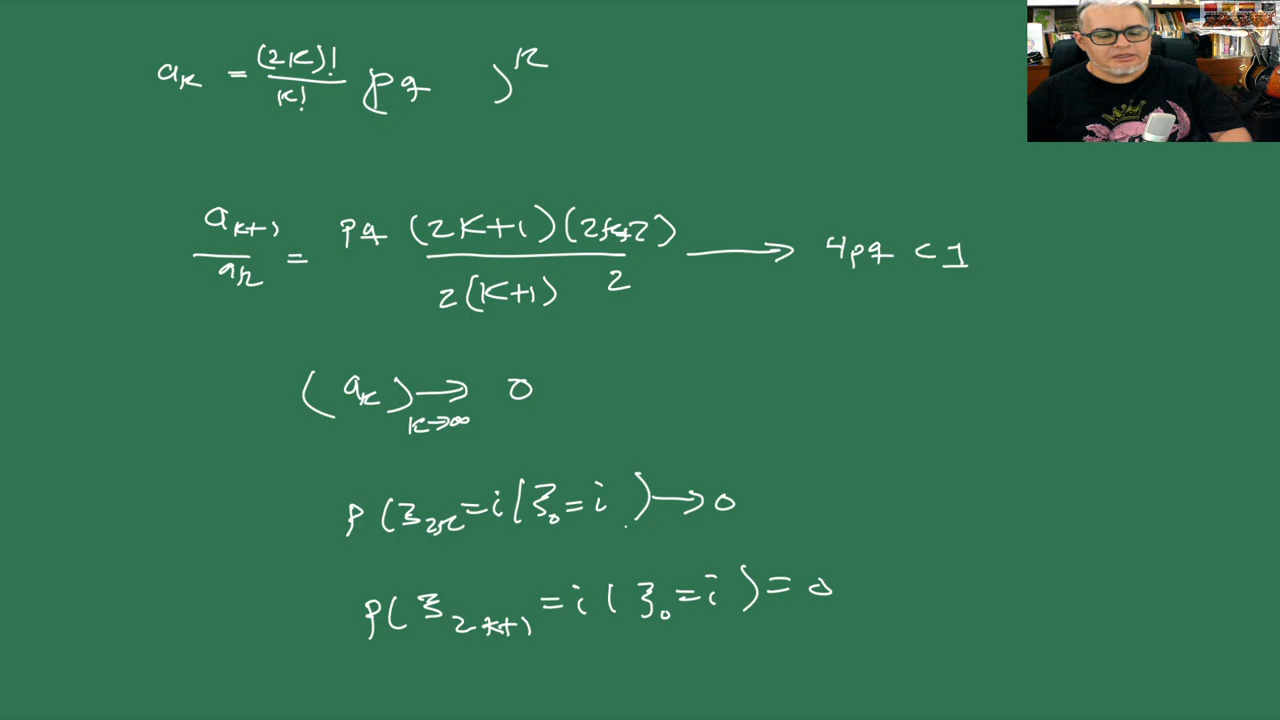 a_k = (2k)!/k! pq )^k
a_{k+1}/a_k = pq (2k+1)(2k+2)/2(k+1) 2 → 4pq < 1
(a_k) → 0 k→∞
P(ξ_{2k}=i|ξ_0=i) → 0
P(ξ_{2k+1}=i|ξ_0=i)=0